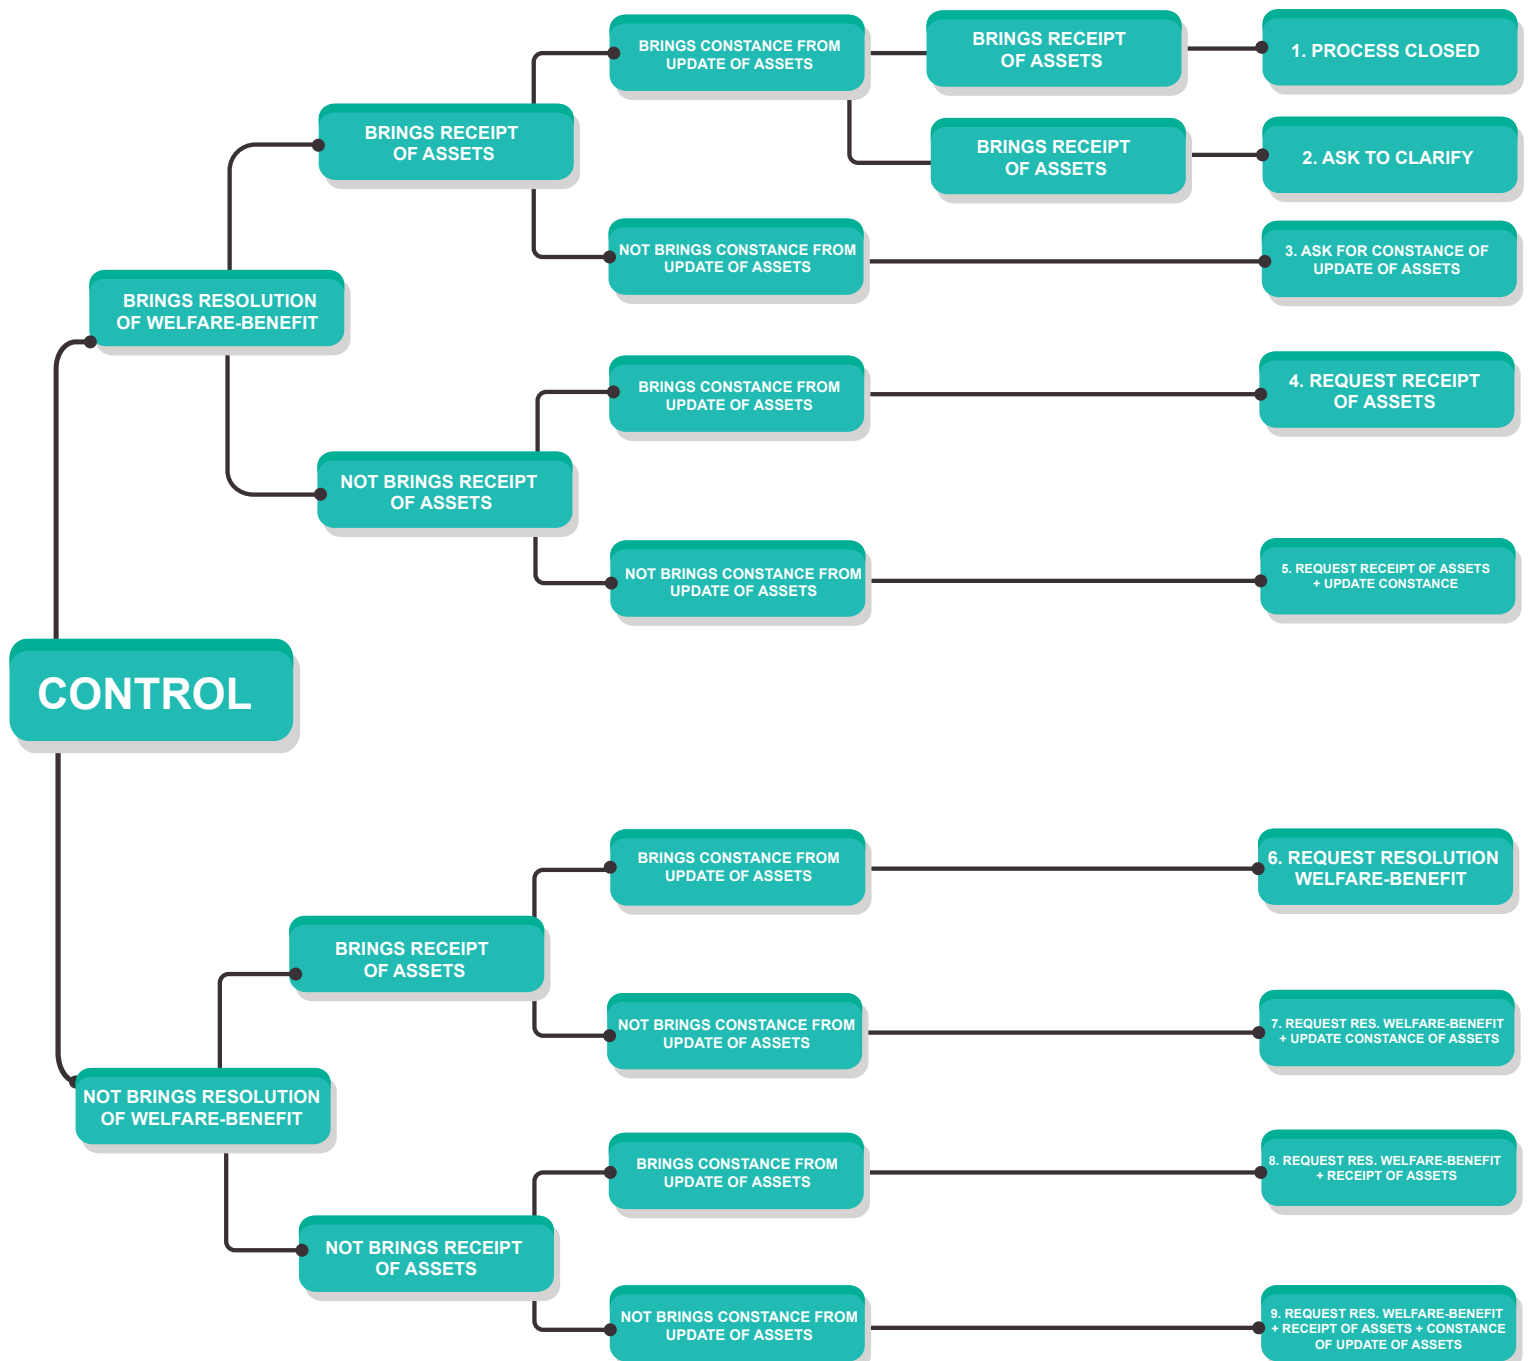 BRINGS CONSTANCE FROM
UPDATE OF ASSETS
BRINGS RECEIPT
OF ASSETS
1. PROCESS CLOSED
BRINGS RECEIPT
OF ASSETS
BRINGS RECEIPT
OF ASSETS
2. ASK TO CLARIFY
NOT BRINGS CONSTANCE FROM
UPDATE OF ASSETS
3. ASK FOR CONSTANCE OF
UPDATE OF ASSETS
BRINGS RESOLUTION
OF WELFARE-BENEFIT
BRINGS CONSTANCE FROM
UPDATE OF ASSETS
4. REQUEST RECEIPT
OF ASSETS
NOT BRINGS RECEIPT
OF ASSETS
NOT BRINGS CONSTANCE FROM
UPDATE OF ASSETS
5. REQUEST RECEIPT OF ASSETS
+ UPDATE CONSTANCE
CONTROL
BRINGS CONSTANCE FROM
UPDATE OF ASSETS
6. REQUEST RESOLUTION
WELFARE-BENEFIT
BRINGS RECEIPT
OF ASSETS
NOT BRINGS CONSTANCE FROM
UPDATE OF ASSETS
7. REQUEST RES. WELFARE-BENEFIT
+ UPDATE CONSTANCE OF ASSETS
NOT BRINGS RESOLUTION
OF WELFARE-BENEFIT
BRINGS CONSTANCE FROM
UPDATE OF ASSETS
8. REQUEST RES. WELFARE-BENEFIT
+ RECEIPT OF ASSETS
NOT BRINGS RECEIPT
OF ASSETS
NOT BRINGS CONSTANCE FROM
UPDATE OF ASSETS
9. REQUEST RES. WELFARE-BENEFIT
+ RECEIPT OF ASSETS + CONSTANCE
OF UPDATE OF ASSETS